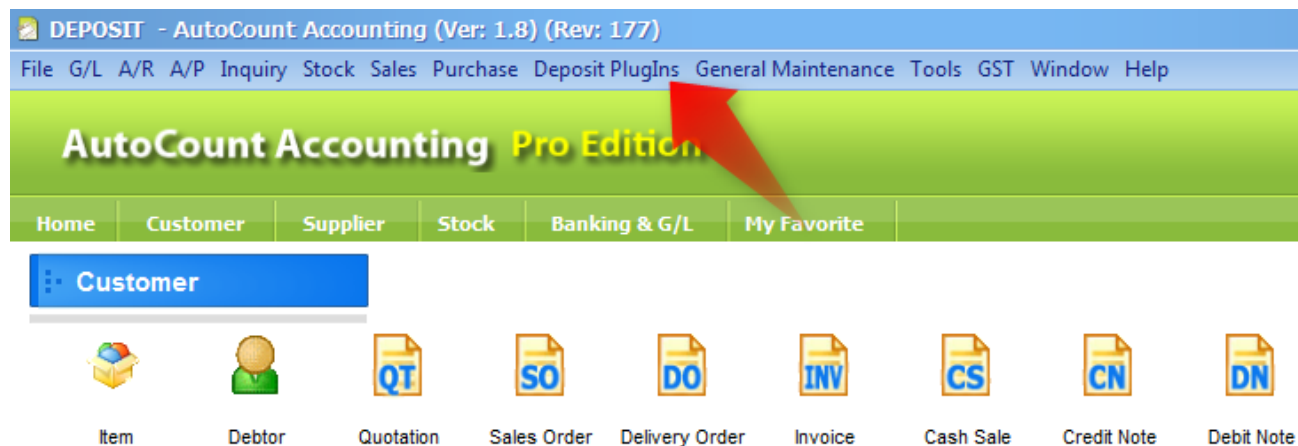 DEPOSIT - AutoCount Accounting (Ver: 1.8) (Rev: 177)
File G/L A/R A/P Inquiry Stock Sales Purchase Deposit PlugIns General Maintenance Tools GST Window Help
AutoCount Accounting Pro Edition
Home Customer Supplier Stock Banking & G/L My Favorite
Customer
QT SO DO INV CS CN DN
Item Debtor Quotation Sales Order Delivery Order Invoice Cash Sale Credit Note Debit Note